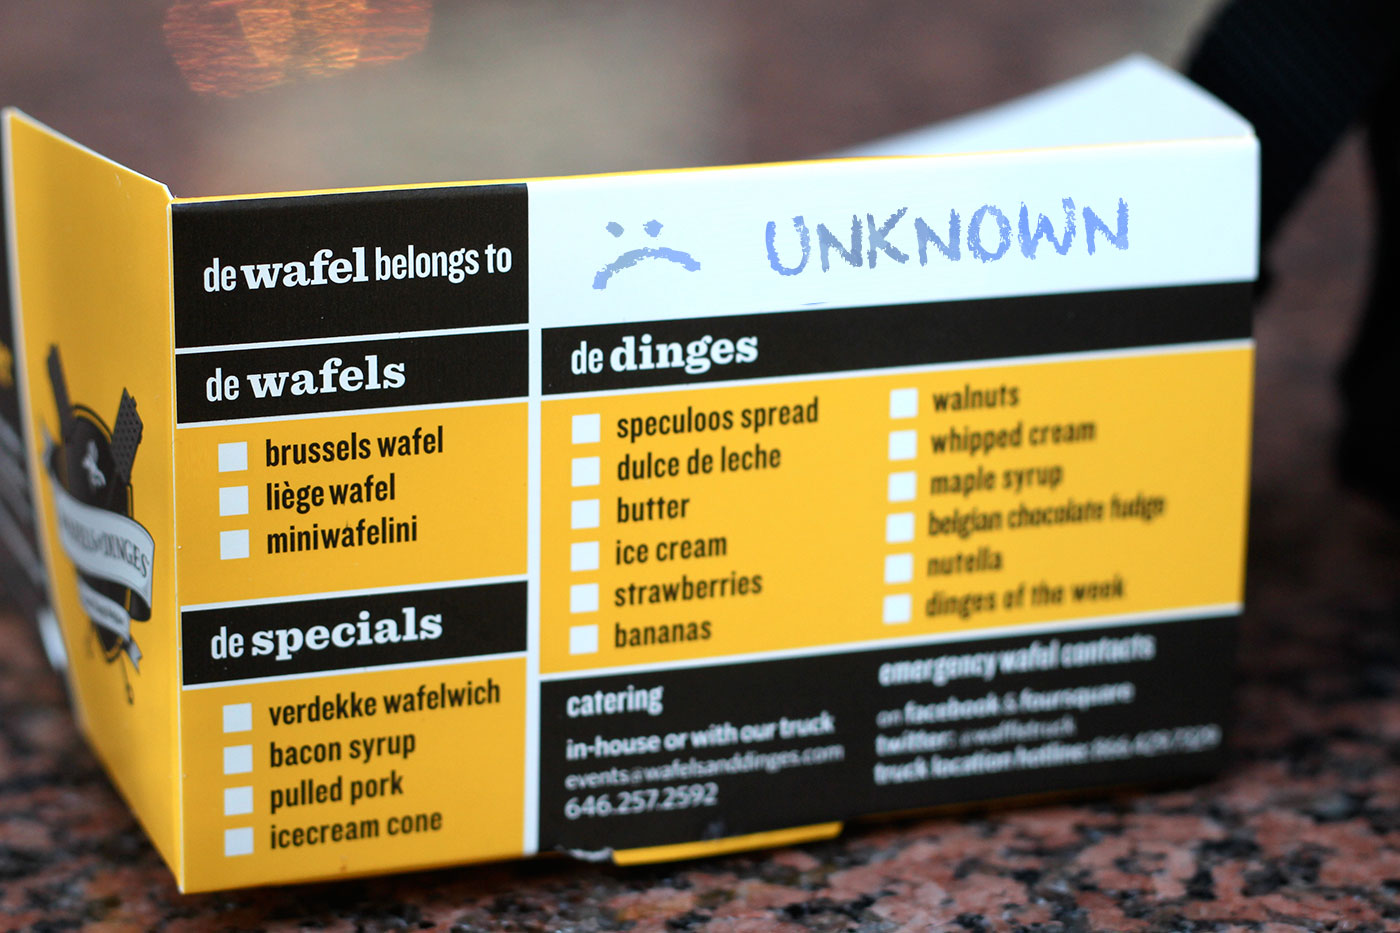 de wafel belongs to
UNKNOWN
de wafels
brussels wafel
liège wafel
miniwafelini
de specials
verdekke wafelwich
bacon syrup
pulled pork
icecream cone
de dinges
speculoos spread
dulce de leche
butter
ice cream
strawberries
bananas
walnuts
whipped cream
maple syrup
belgian chocolate fudge
nutella
dinges of the week
catering
in-house or with our truck
events@wafelsanddinges.com
646.257.2592
emergency wafel contacts
on facebook & foursquare
twitter: @waffletruck
truck location hotline:
DINGES